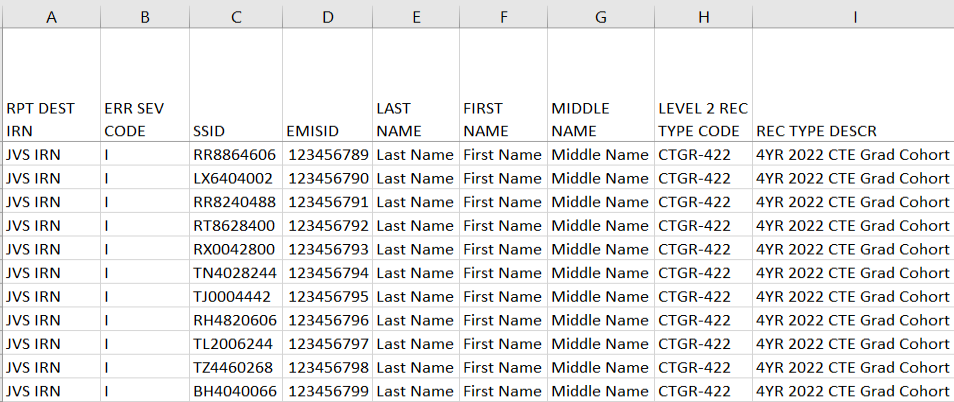 A B C D E F G H I
RPT DEST IRN ERR SEV CODE SSID EMISID LAST NAME FIRST NAME MIDDLE NAME LEVEL 2 REC TYPE CODE REC TYPE DESCR
JVS IRN I RR8864606 123456789 Last Name First Name Middle Name CTGR-422 4YR 2022 CTE Grad Cohort
JVS IRN I LX6404002 123456790 Last Name First Name Middle Name CTGR-422 4YR 2022 CTE Grad Cohort
JVS IRN I RR8240488 123456791 Last Name First Name Middle Name CTGR-422 4YR 2022 CTE Grad Cohort
JVS IRN I RT8628400 123456792 Last Name First Name Middle Name CTGR-422 4YR 2022 CTE Grad Cohort
JVS IRN I RX0042800 123456793 Last Name First Name Middle Name CTGR-422 4YR 2022 CTE Grad Cohort
JVS IRN I TN4028244 123456794 Last Name First Name Middle Name CTGR-422 4YR 2022 CTE Grad Cohort
JVS IRN I TJ0004442 123456795 Last Name First Name Middle Name CTGR-422 4YR 2022 CTE Grad Cohort
JVS IRN I RH4820606 123456796 Last Name First Name Middle Name CTGR-422 4YR 2022 CTE Grad Cohort
JVS IRN I TL2006244 123456797 Last Name First Name Middle Name CTGR-422 4YR 2022 CTE Grad Cohort
JVS IRN I TZ4460268 123456798 Last Name First Name Middle Name CTGR-422 4YR 2022 CTE Grad Cohort
JVS IRN I BH4040066 123456799 Last Name First Name Middle Name CTGR-422 4YR 2022 CTE Grad Cohort